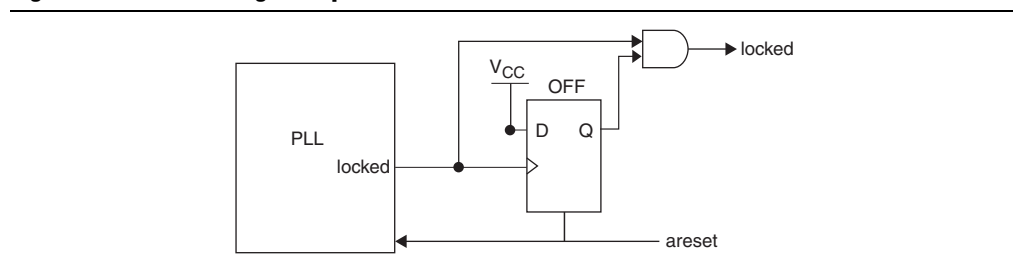 locked
VCC
OFF
PLL
D
Q
locked
areset